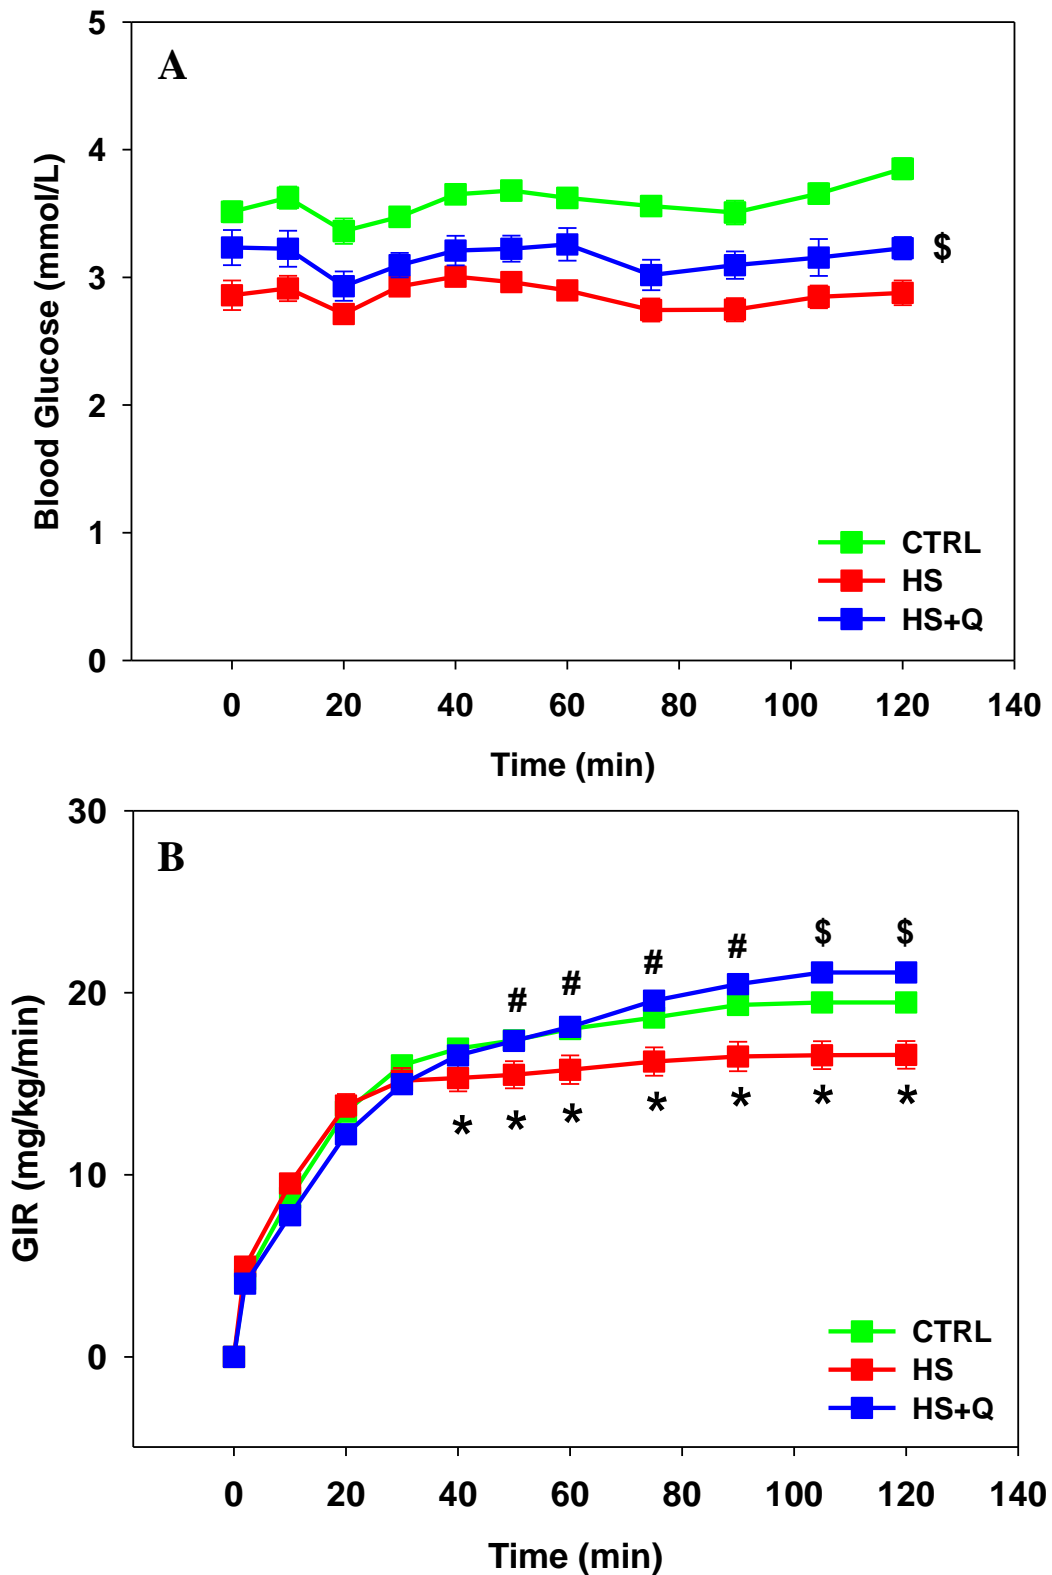 A
5
4
3
2
1
0
Blood Glucose (mmol/L)
$
CTRL
HS
HS+Q
0 20 40 60 80 100 120 140
Time (min)
B
30
20
10
0
GIR (mg/kg/min)
# # # # $ $
* * * * * * *
CTRL
HS
HS+Q
0 20 40 60 80 100 120 140
Time (min)